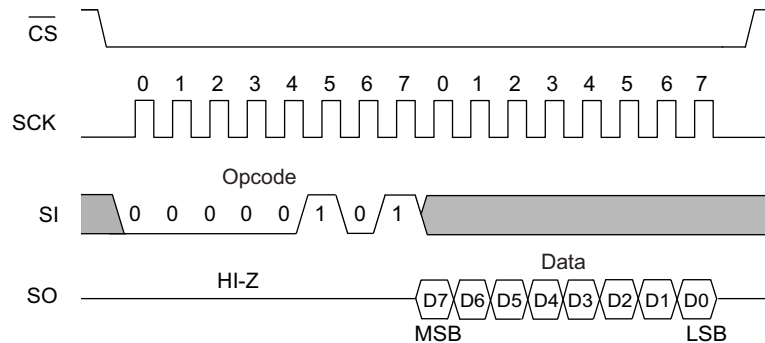 CS
0 1 2 3 4 5 6 7 0 1 2 3 4 5 6 7
SCK
Opcode
SI 0 0 0 0 0 1 0 1
Data
HI-Z
SO D7 D6 D5 D4 D3 D2 D1 D0
MSB LSB